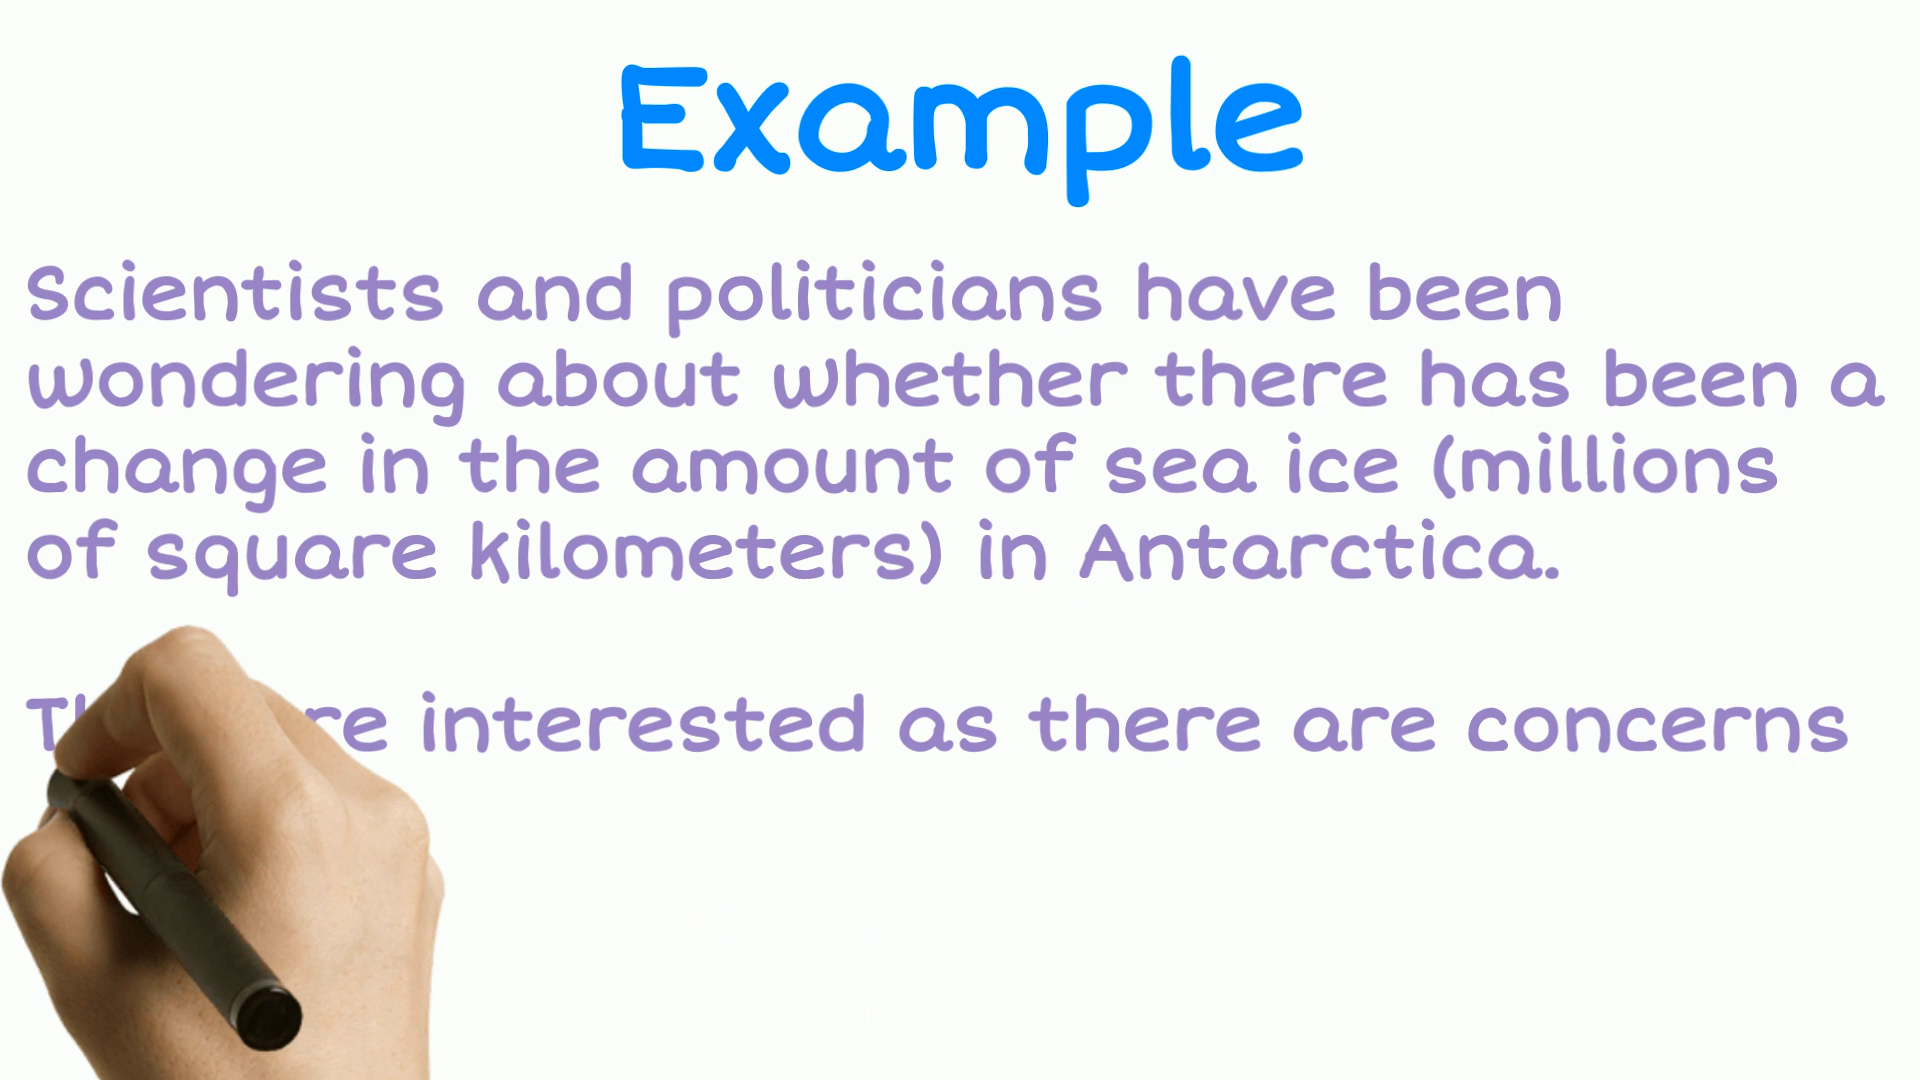 Example
Scientists and politicians have been
wondering about whether there has been a
change in the amount of sea ice (millions
of square kilometers) in Antarctica.
interested as there are concerns